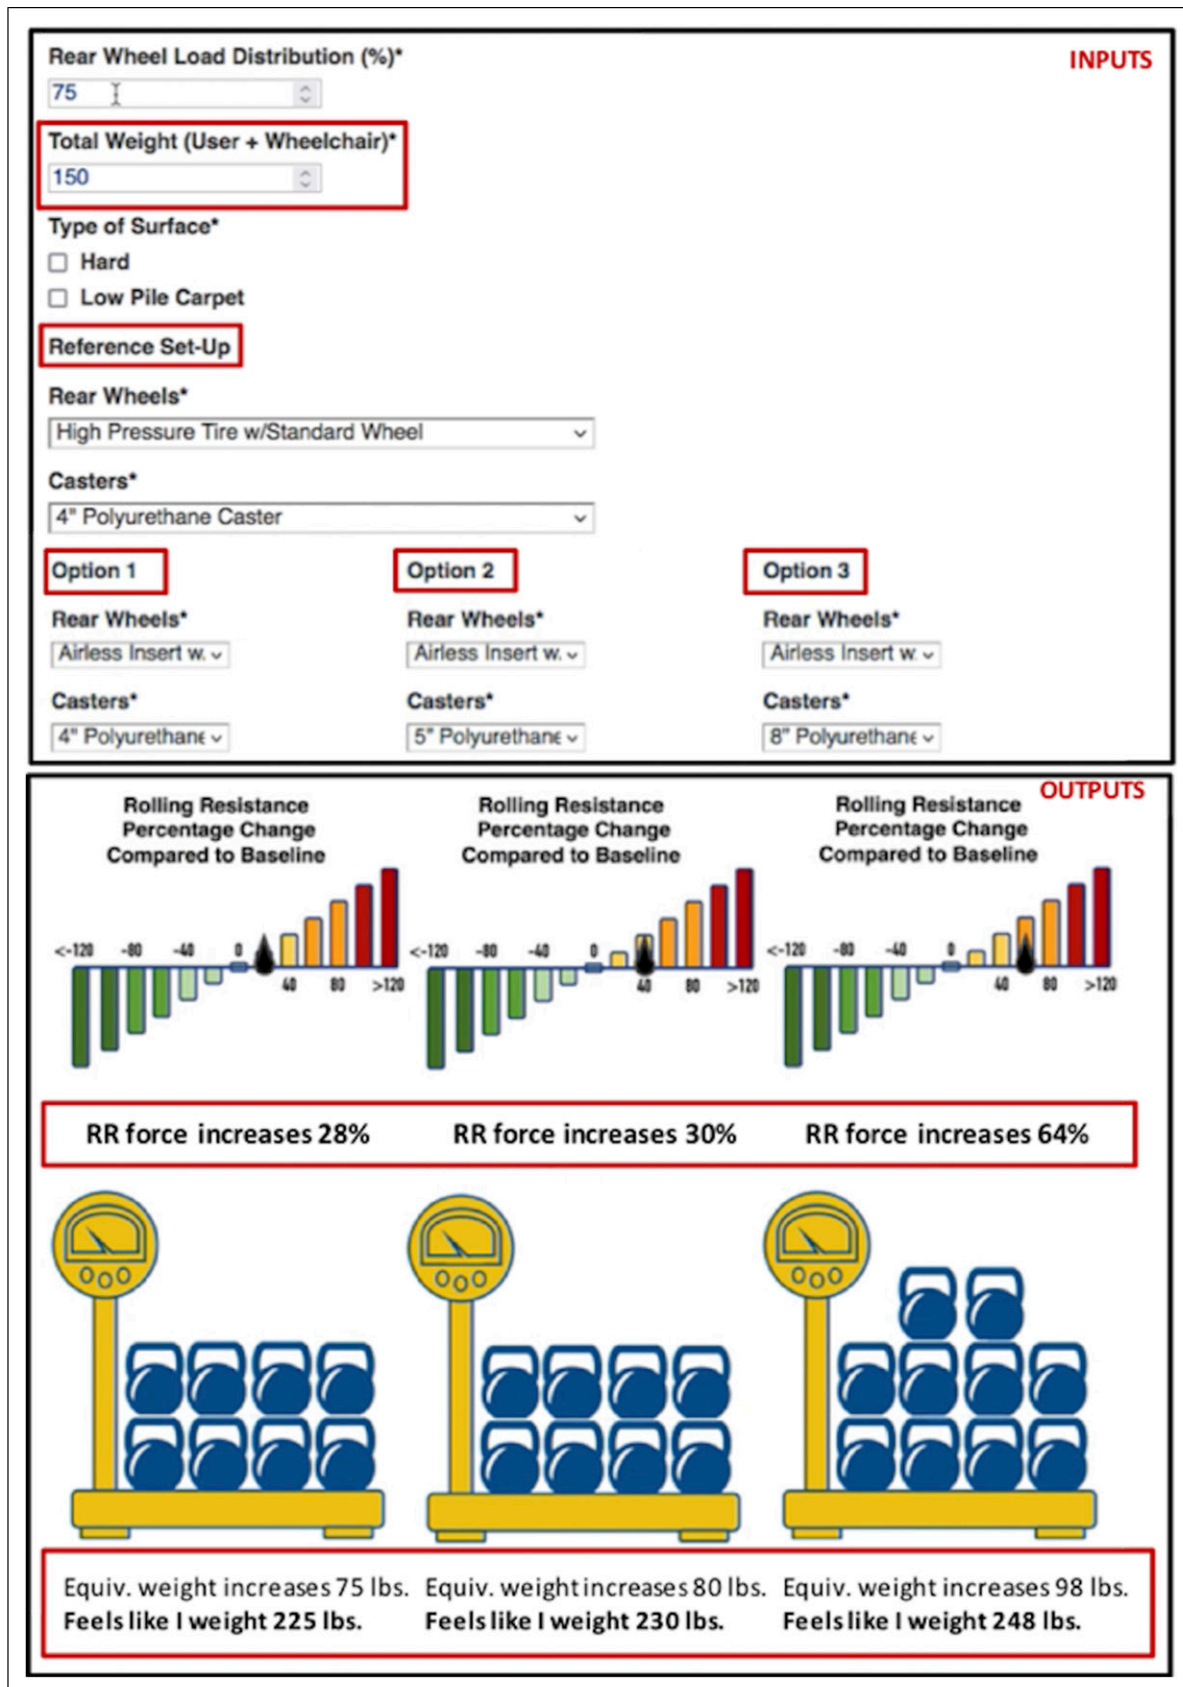 Rear Wheel Load Distribution (%)*
INPUTS
75
Total Weight (User + Wheelchair)*
150
Type of Surface*
Hard
Low Pile Carpet
Reference Set-Up
Rear Wheels*
High Pressure Tire w/Standard Wheel
Casters*
4" Polyurethane Caster
Option 1
Option 2
Option 3
Rear Wheels*
Rear Wheels*
Rear Wheels*
Airless Insert w.
Airless Insert w.
Airless Insert w
Casters*
Casters*
Casters*
4" Polyurethane
5" Polyurethane
8" Polyurethane
OUTPUTS
Rolling Resistance
Percentage Change
Compared to Baseline
<-120 -80 -40 0
40 80 >120
Rolling Resistance
Percentage Change
Compared to Baseline
<-120 -80 -40 0
40 80 >120
Rolling Resistance
Percentage Change
Compared to Baseline
<-120 -80 -40 0
40 80 >120
RR force increases 28%
RR force increases 30%
RR force increases 64%
Equiv. weight increases 75 lbs.
Feels like I weight 225 lbs.
Equiv. weight increases 80 lbs.
Feels like I weight 230 lbs.
Equiv. weight increases 98 lbs.
Feels like I weight 248 lbs.